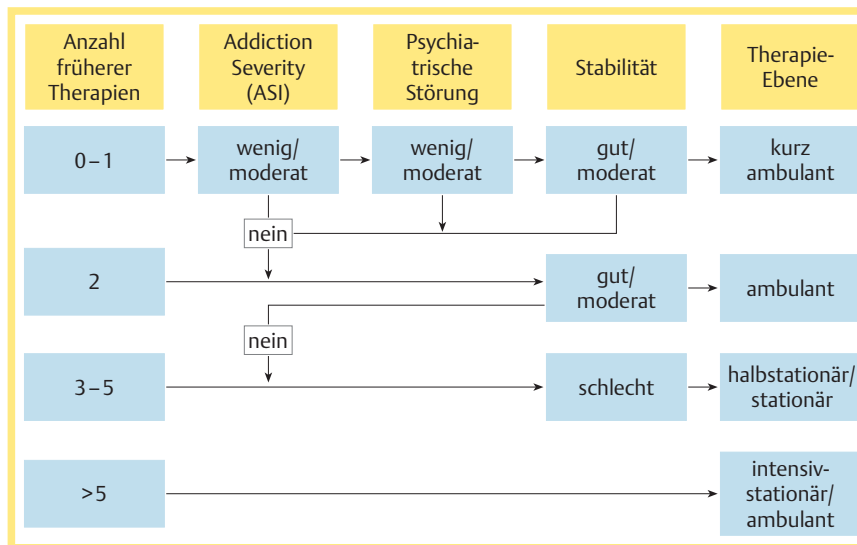 Anzahl
früherer
Therapien
Addiction
Severity
(ASI)
Psychia-
trische
Störung
Stabilität
Therapie-
Ebene
0–1
wenig/
moderat
wenig/
moderat
gut/
moderat
kurz
ambulant
nein
2
gut/
moderat
ambulant
nein
3–5
schlecht
halbstationär/
stationär
>5
intensiv-
stationär/
ambulant